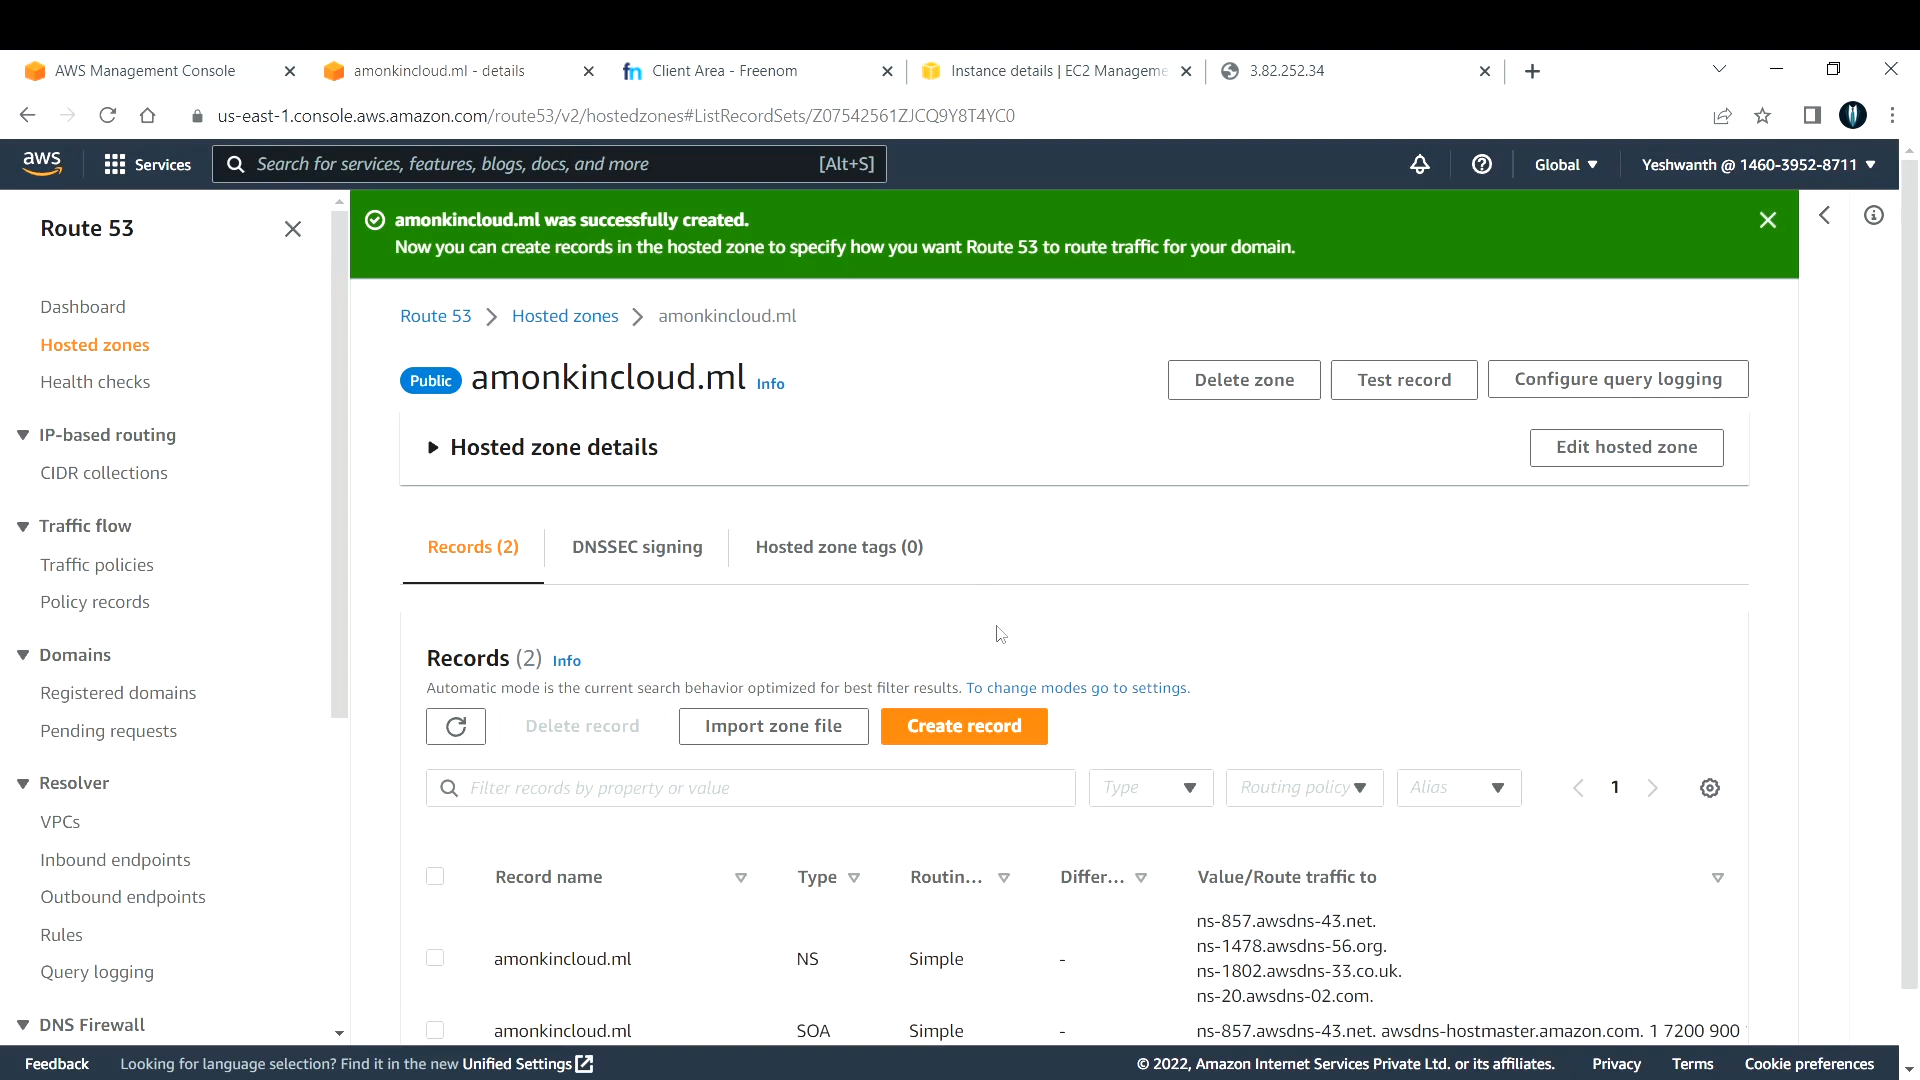 AWS Management Console
amonkincloud.ml - details
fn Client Area - Freenom
Instance details | EC2 Manageme
3.82.252.34
us-east-1.console.aws.amazon.com/route53/v2/hostedzones#ListRecordSets/Z07542561ZJCQ9Y8T4YC0
aws
Services
Search for services, features, blogs, docs, and more [Alt+S]
Global
Yeshwanth @ 1460-3952-8711
Route 53
Dashboard
Hosted zones
Health checks
IP-based routing
CIDR collections
Traffic flow
Traffic policies
Policy records
Domains
Registered domains
Pending requests
Resolver
VPCs
Inbound endpoints
Outbound endpoints
Rules
Query logging
DNS Firewall
amonkincloud.ml was successfully created.
Now you can create records in the hosted zone to specify how you want Route 53 to route traffic for your domain.
Route 53 > Hosted zones > amonkincloud.ml
Public amonkincloud.ml Info
Delete zone
Test record
Configure query logging
Hosted zone details
Edit hosted zone
Records (2)
DNSSEC signing
Hosted zone tags (0)
Records (2) Info
Automatic mode is the current search behavior optimized for best filter results. To change modes go to settings.
Delete record
Import zone file
Create record
Filter records by property or value
Type
Routing policy
Alias
1
Record name
Type
Routin...
Differ...
Value/Route traffic to
amonkincloud.ml
NS
Simple
-
ns-857.awsdns-43.net.
ns-1478.awsdns-56.org.
ns-1802.awsdns-33.co.uk.
ns-20.awsdns-02.com.
amonkincloud.ml
SOA
Simple
-
ns-857.awsdns-43.net. awsdns-hostmaster.amazon.com. 1 7200 900
Feedback
Looking for language selection? Find it in the new Unified Settings
© 2022, Amazon Internet Services Private Ltd. or its affiliates.
Privacy
Terms
Cookie preferences